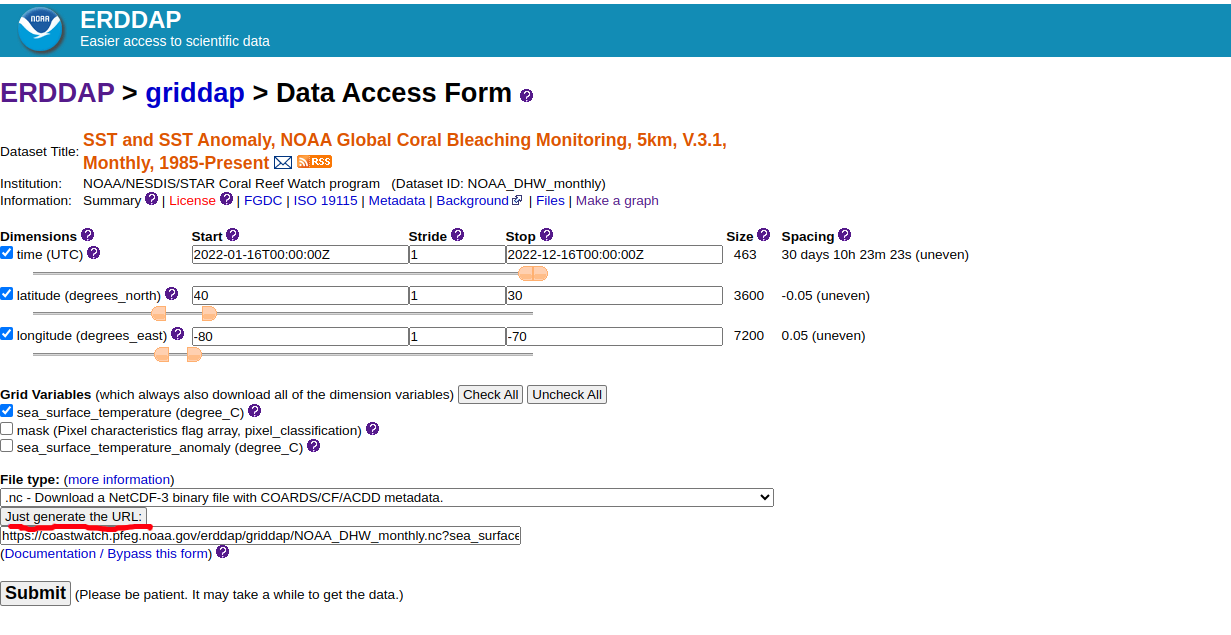 NOAA
ERDDAP
Easier access to scientific data
ERDDAP > griddap > Data Access Form ?
Dataset Title: SST and SST Anomaly, NOAA Global Coral Bleaching Monitoring, 5km, V.3.1,
Monthly, 1985-Present RSS
Institution: NOAA/NESDIS/STAR Coral Reef Watch program (Dataset ID: NOAA_DHW_monthly)
Information: Summary ? | License ? | FGDC | ISO 19115 | Metadata | Background | Files | Make a graph
Dimensions ? Start ? Stride ? Stop ? Size ? Spacing ?
time (UTC) ? 2022-01-16T00:00:00Z 1 2022-12-16T00:00:00Z 463 30 days 10h 23m 23s (uneven)
latitude (degrees_north) ? 40 1 30 3600 -0.05 (uneven)
longitude (degrees_east) ? -80 1 -70 7200 0.05 (uneven)
Grid Variables (which always also download all of the dimension variables) Check All Uncheck All
sea_surface_temperature (degree_C) ?
mask (Pixel characteristics flag array, pixel_classification) ?
sea_surface_temperature_anomaly (degree_C) ?
File type: (more information)
.nc - Download a NetCDF-3 binary file with COARDS/CF/ACDD metadata.
Just generate the URL:
https://coastwatch.pfeg.noaa.gov/erddap/griddap/NOAA_DHW_monthly.nc?sea_surface
(Documentation / Bypass this form) ?
Submit (Please be patient. It may take a while to get the data.)